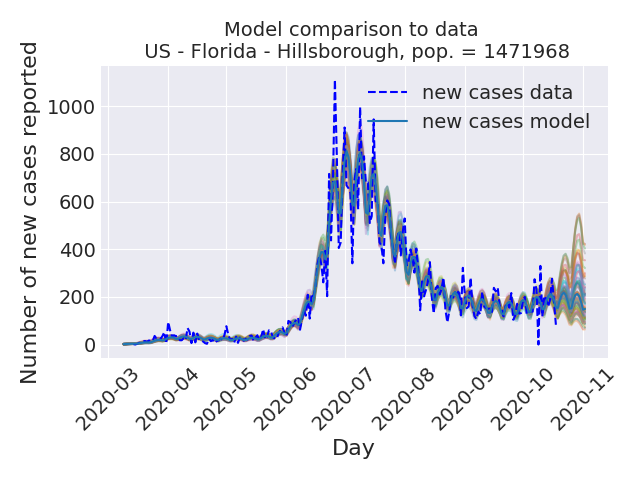 Model comparison to data
US - Florida - Hillsborough, pop. = 1471968
Number of new cases reported
1000
800
600
400
200
0
new cases data
new cases model
2020-03
2020-04
2020-05
2020-06
2020-07
2020-08
2020-09
2020-10
2020-11
Day